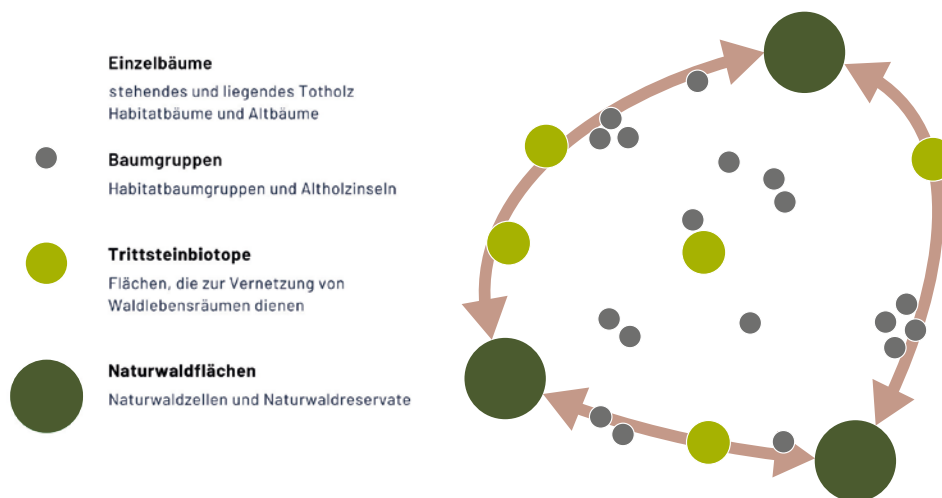 Einzelbäume
stehendes und liegendes Totholz
Habitatbäume und Altbäume
Baumgruppen
Habitatbaumgruppen und Altholzinseln
Trittsteinbiotope
Flächen, die zur Vernetzung von
Waldlebensräumen dienen
Naturwaldflächen
Naturwaldzellen und Naturwaldreservate